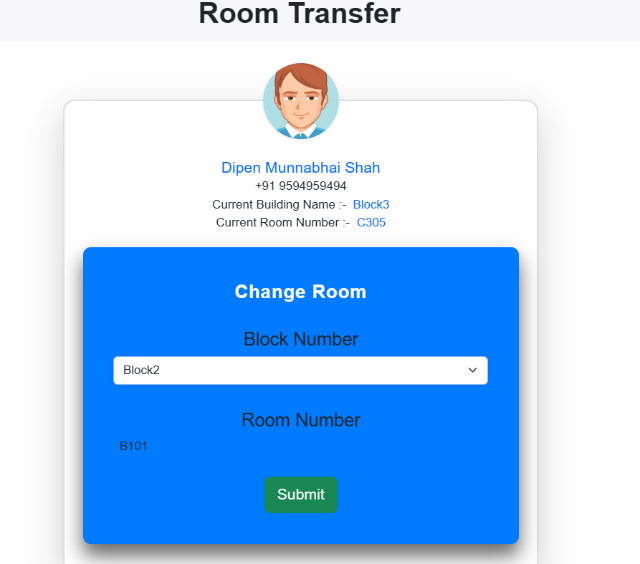 Room Transfer
Dipen Munnabhai Shah
+91 9594959494
Current Building Name :- Block3
Current Room Number :- C305
Change Room
Block Number
Block2
Room Number
B101
Submit